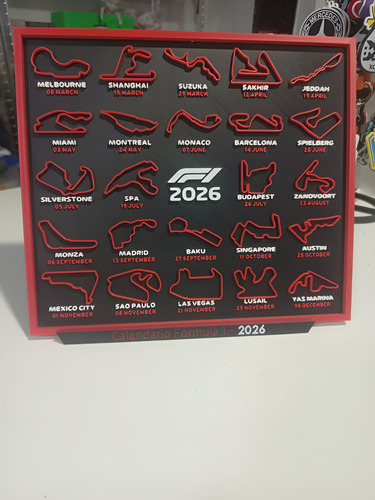 MERCEDES
MELBOURNE
08 MARCH
SHANGHAI
15 MARCH
SUZUKA
29 MARCH
SAKHIR
12 APRIL
JEDDAH
19 APRIL
MIAMI
03 MAY
MONTREAL
24 MAY
MONACO
07 JUNE
BARCELONA
14 JUNE
SPIELBERG
28 JUNE
SILVERSTONE
05 JULY
SPA
19 JULY
F1
2026
BUDAPEST
26 JULY
ZANDVOORT
23 AUGUST
MONZA
06 SEPTEMBER
MADRID
13 SEPTEMBER
BAKU
27 SEPTEMBER
SINGAPORE
11 OCTOBER
AUSTIN
25 OCTOBER
MEXICO CITY
01 NOVEMBER
SAO PAULO
08 NOVEMBER
LAS VEGAS
21 NOVEMBER
LUSAIL
29 NOVEMBER
YAS MARINA
06 DECEMBER
Calendario Formula 1 - 2026